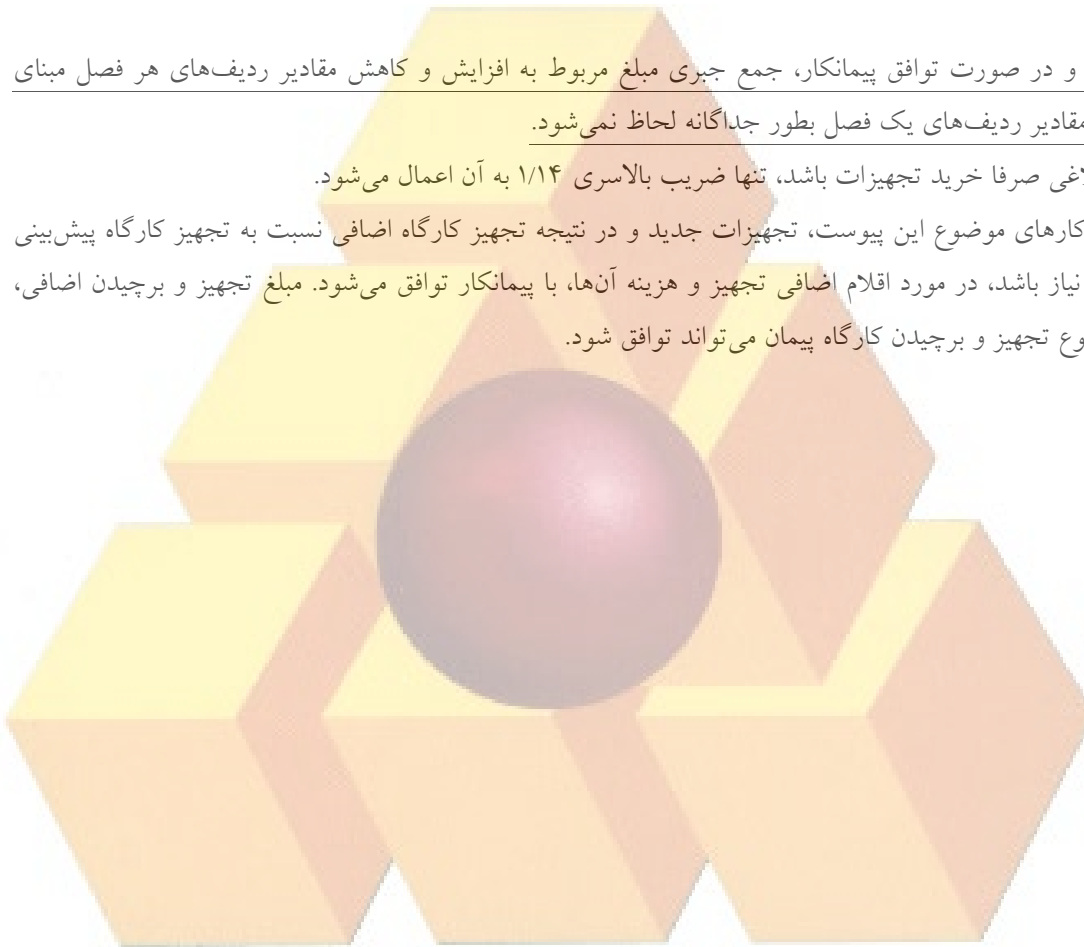 و در صورت توافق پیمانکار، جمع جبری مبلغ مربوط به افزایش و کاهش مقادیر ردیف‌های هر فصل مبنای
مقادیر ردیف‌های یک فصل بطور جداگانه لحاظ نمی‌شود.
صرفا خرید تجهیزات باشد، تنها ضریب بالاسری ۱/۱۴ به آن اعمال می‌شود.
کارهای موضوع این پیوست، تجهیزات جدید و در نتیجه تجهیز کارگاه اضافی نسبت به تجهیز کارگاه پیش‌بینی
نیاز باشد، در مورد اقلام اضافی تجهیز و هزینه آن‌ها، با پیمانکار توافق می‌شود. مبلغ تجهیز و برچیدن اضافی،
تجهیز و برچیدن کارگاه پیمان می‌تواند توافق شود.